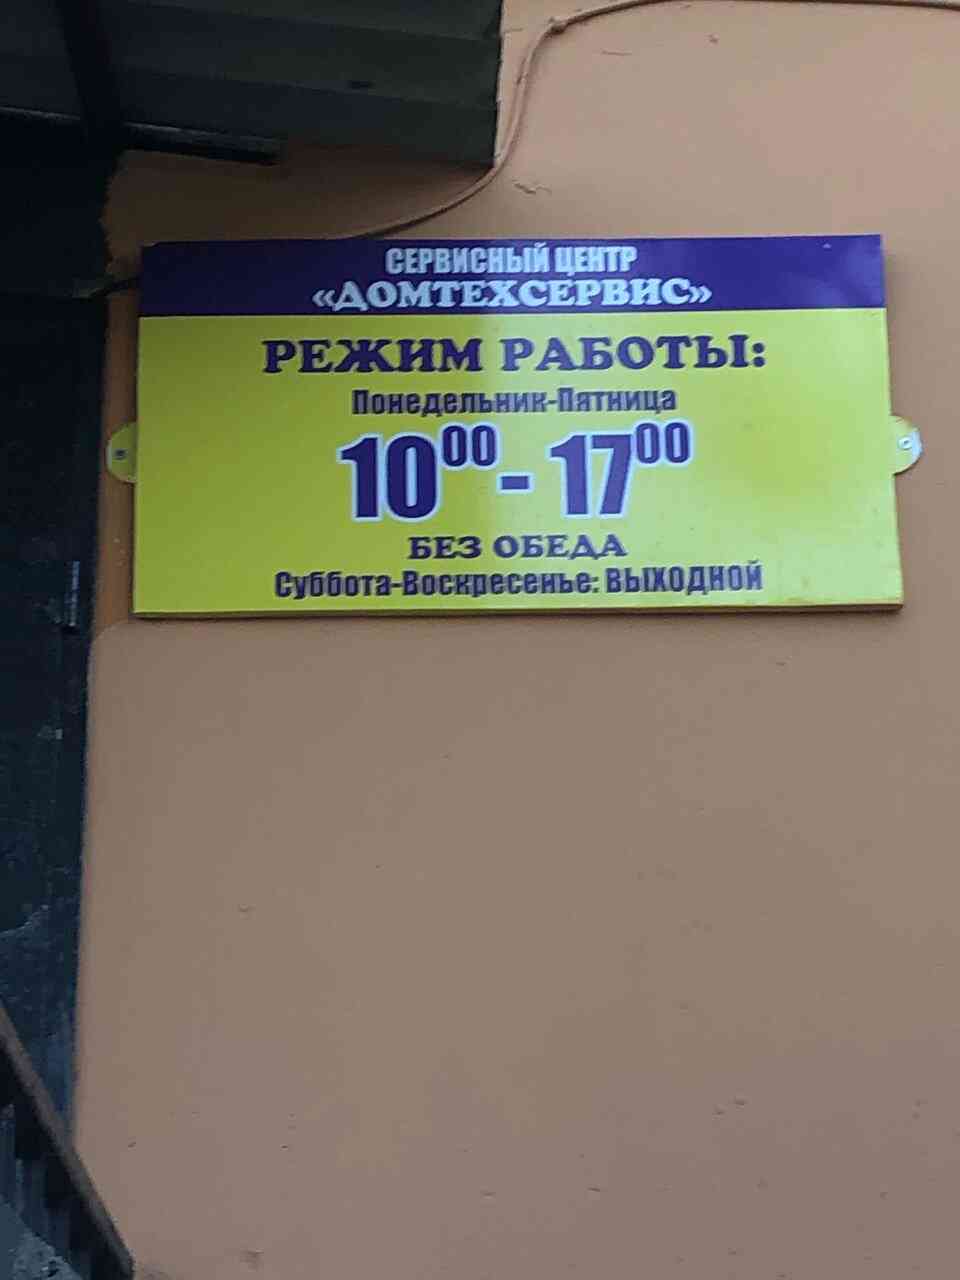 СЕРВИСНЫЙ ЦЕНТР
«ДОМТЕХСЕРВИС»
РЕЖИМ РАБОТЫ:
Понедельник-Пятница
10⁰⁰ - 17⁰⁰
БЕЗ ОБЕДА
Суббота-Воскресенье: ВЫХОДНОЙ